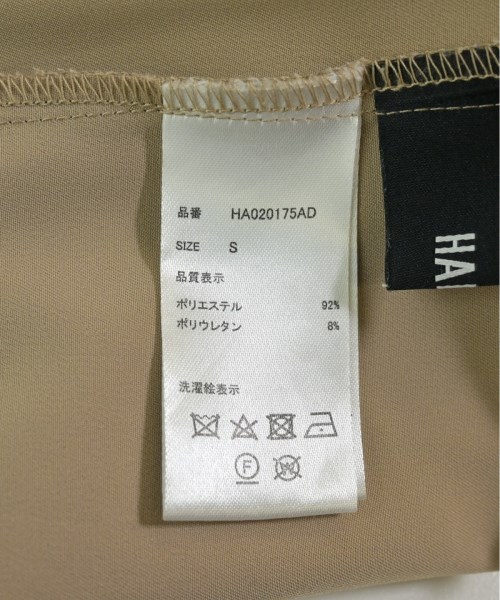 品番 HA020175AD
SIZE S
品質表示
ポリエステル 92%
ポリウレタン 8%
洗濯絵表示
F
W
HA